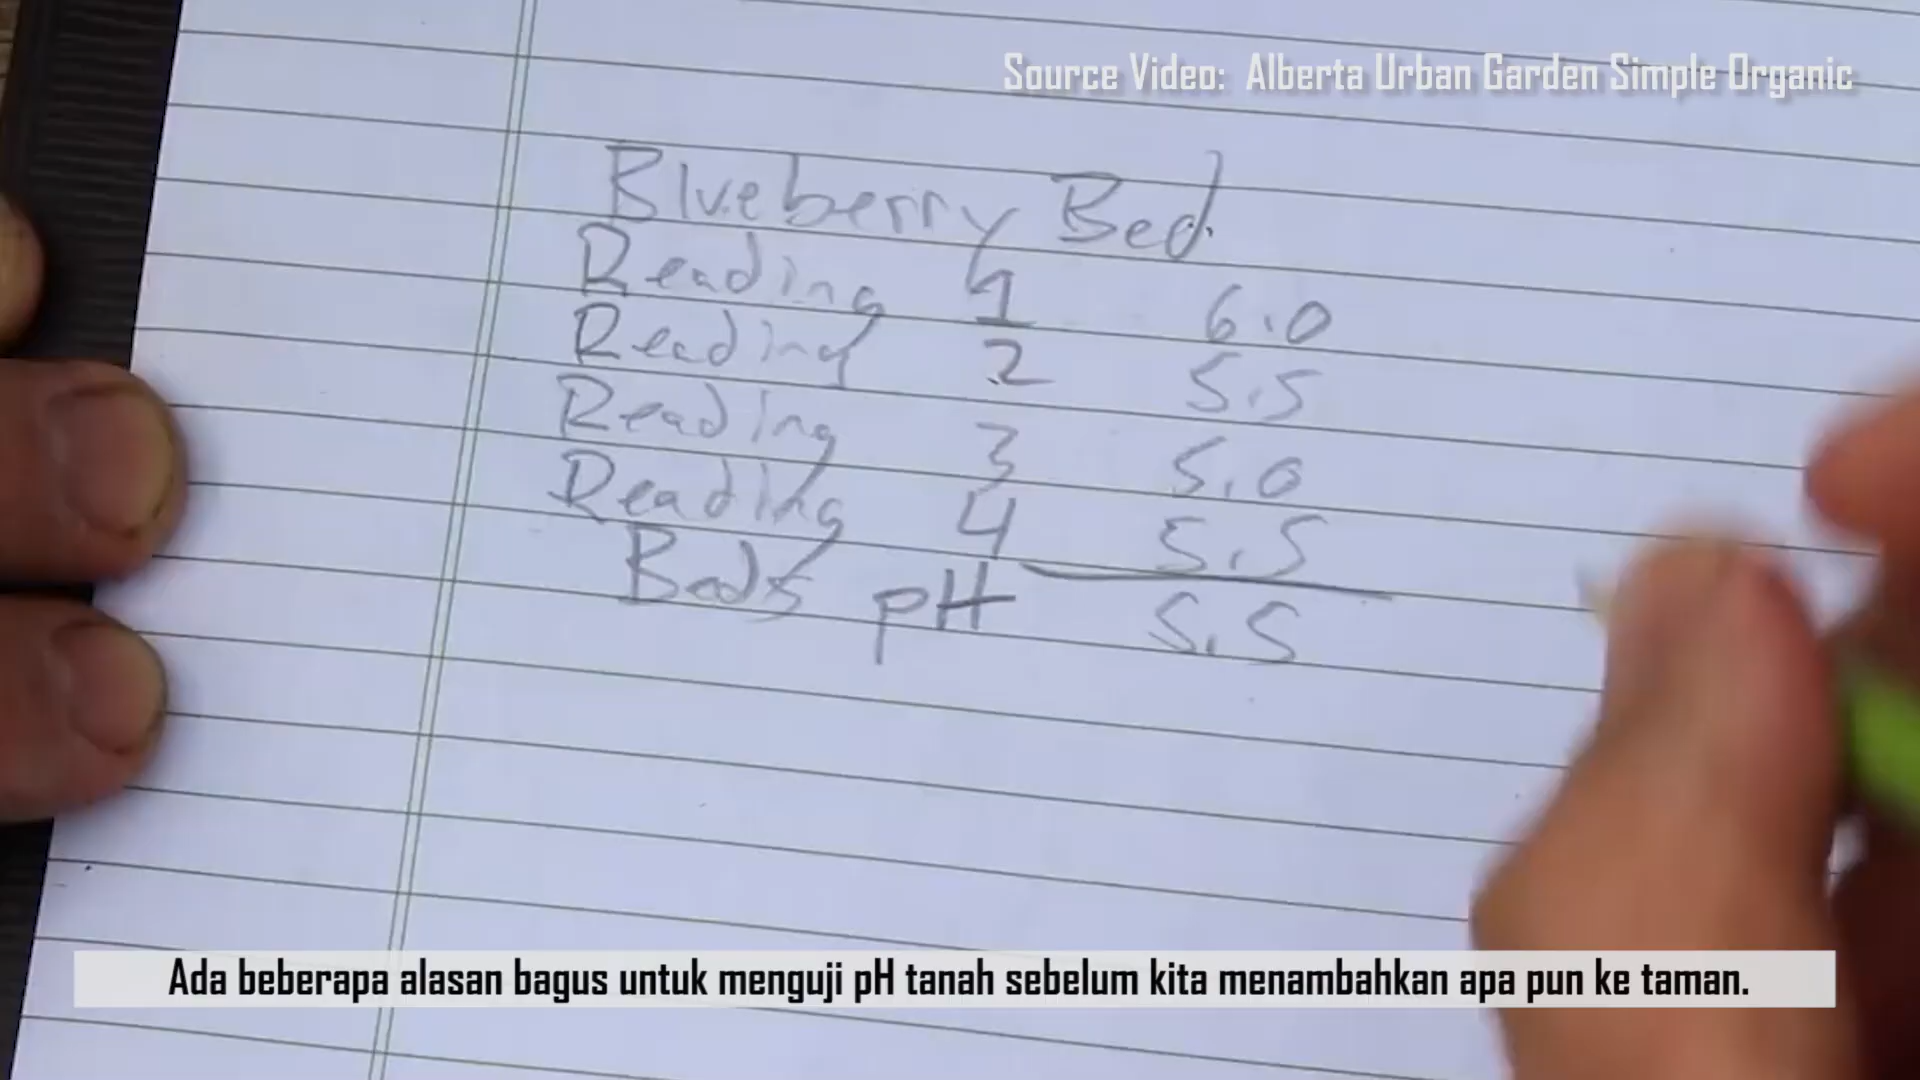 Source Video: Alberta Urban Garden Simple Organic
Blueberry Bed
Reading 1 6.0
Reading 2 5.5
Reading 3 5.0
Reading 4 5.5
Beds pH 5.5
Ada beberapa alasan bagus untuk menguji pH tanah sebelum kita menambahkan apa pun ke taman.